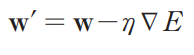 𝐰′ = 𝐰 − η ∇ E